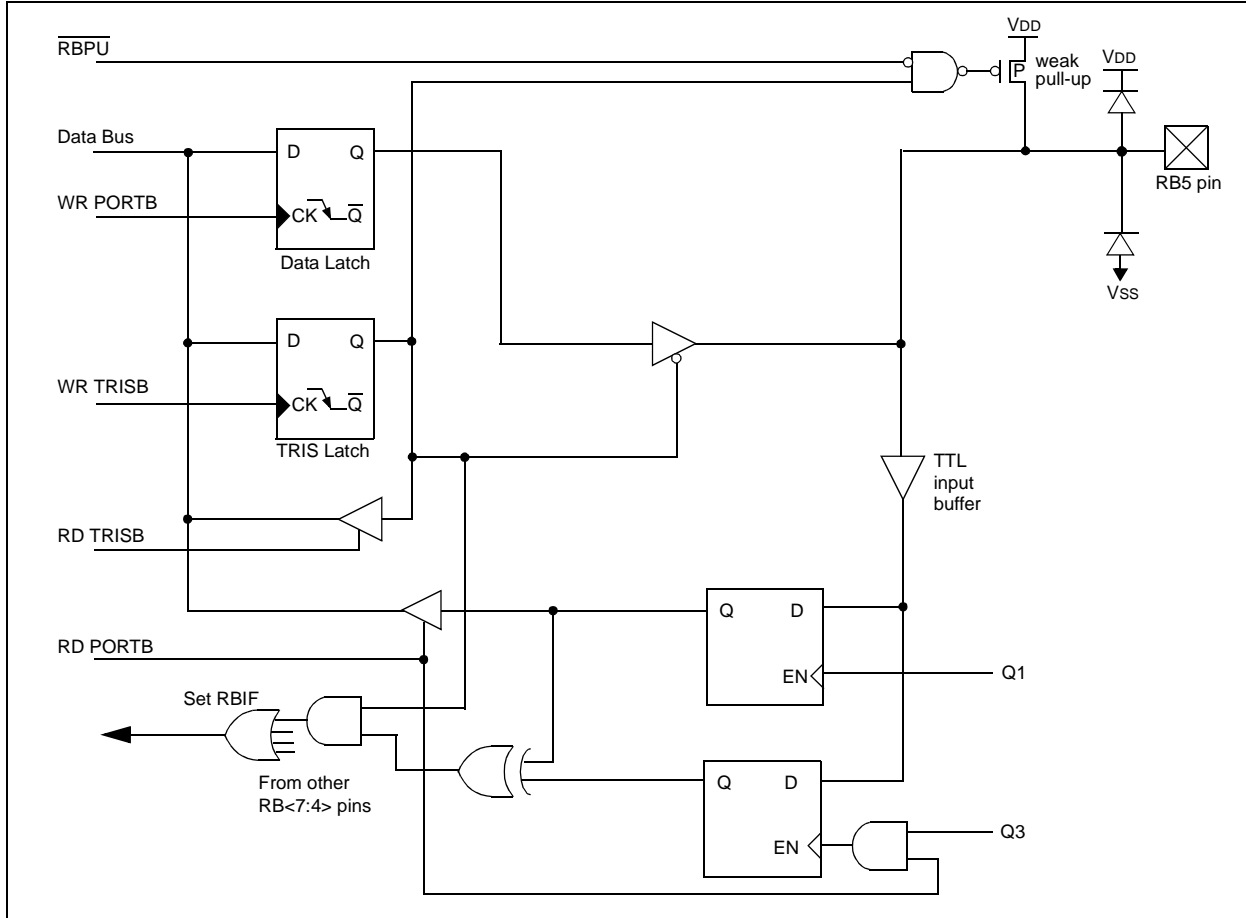 VDD
RBPU
P
weak
pull-up
VDD
Data Bus
D Q
RB5 pin
WR PORTB
CK Q
Data Latch
VSS
D Q
WR TRISB
CK Q
TRIS Latch
TTL
input
buffer
RD TRISB
Q D
RD PORTB
EN
Q1
Set RBIF
Q D
From other
RB<7:4> pins
Q3
EN